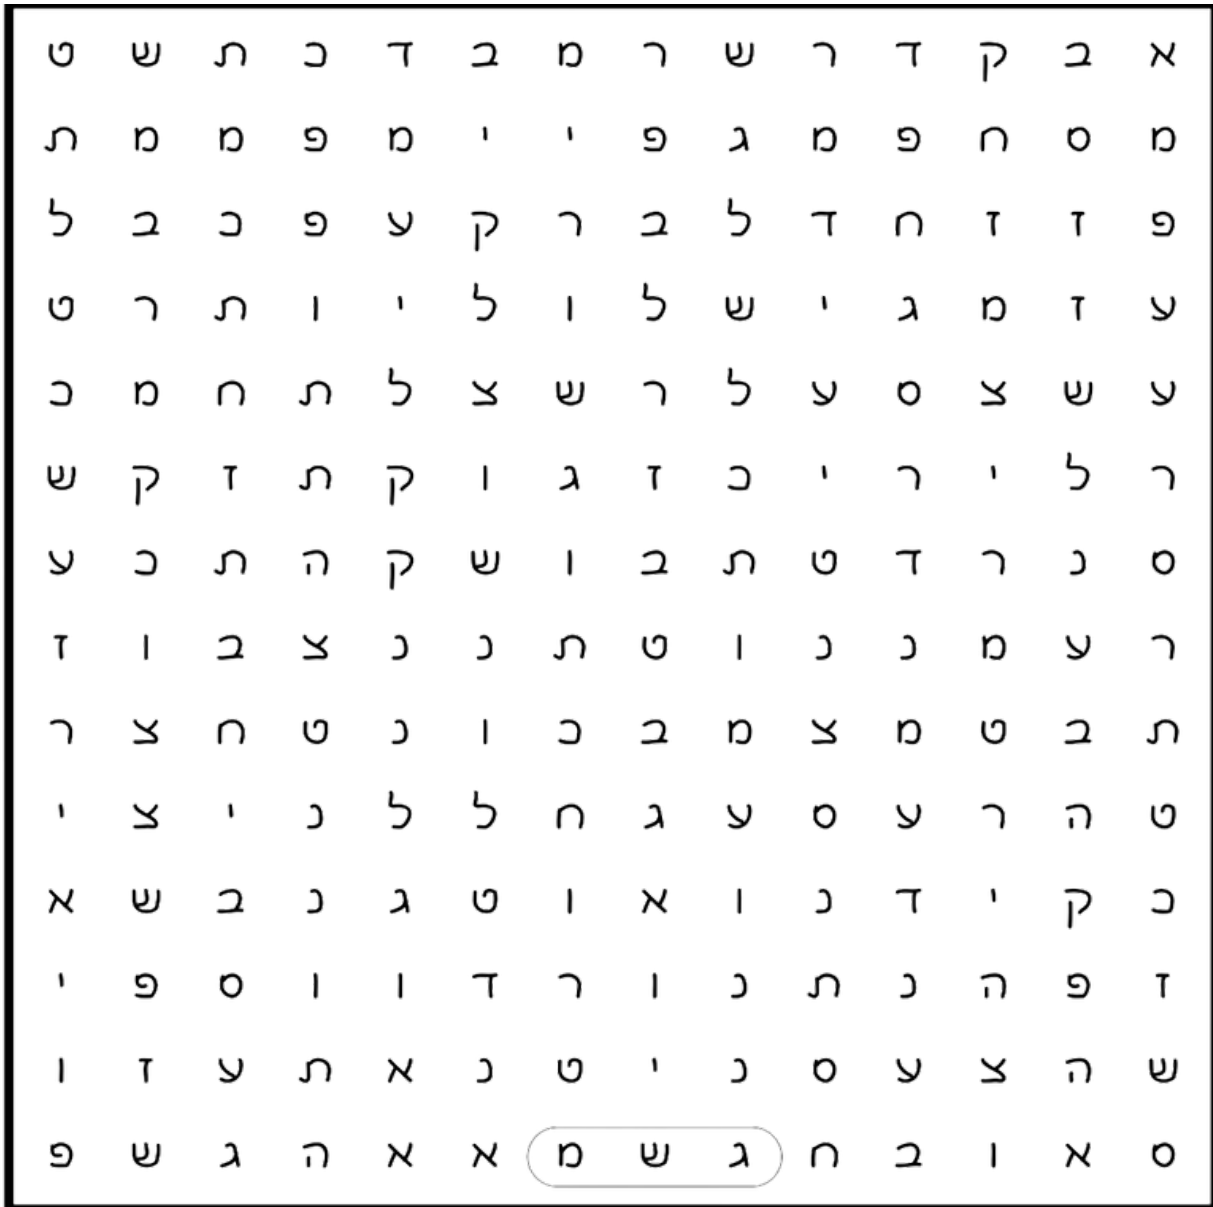 א ב ק ד ר ש ר מ ב ד כ ת ש ט
מ ס ח פ מ ג פ י י מ פ מ מ ת
פ ז ז ח ד ל ב ר ק ע פ כ ב ל
ע ז מ ג י ש ל ו ל י ו ת ר ט
ע ש צ ס ע ל ר ש צ ל ת ח מ כ
ר ל י ר י כ ז ג ו ק ת ז ק ש
ס נ ר ד ט ת ב ו ש ק ה ת כ ע
ר ע מ נ נ ו ט ת נ נ צ ב ו ז
ת ב ט מ צ מ ב כ ו נ ט ח צ ר
ט ה ר ע ס ע ג ח ל ל נ י צ י
כ ק י ד נ ו א ו ט ג נ ב ש א
ז פ ה נ ת נ ו ר ד ו ו ס פ י
ש ה צ ע ס נ י ט נ א ת ע ז ו
ס א ו ב ח ג ש מ א א ה ג ש פ